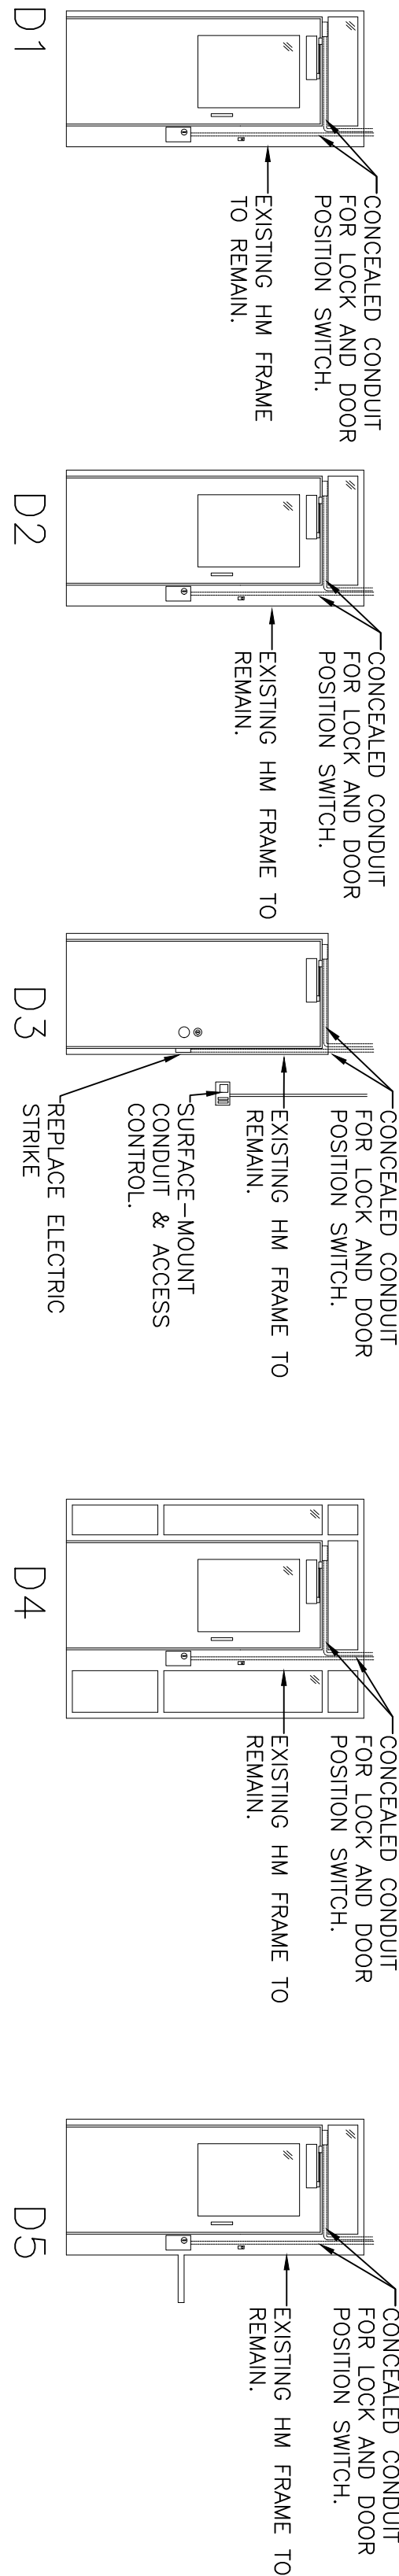 CONCEALED CONDUIT
FOR LOCK AND DOOR
POSITION SWITCH.
EXISTING HM FRAME
TO REMAIN.
D1
CONCEALED CONDUIT
FOR LOCK AND DOOR
POSITION SWITCH.
EXISTING HM FRAME TO
REMAIN.
D2
CONCEALED CONDUIT
FOR LOCK AND DOOR
POSITION SWITCH.
EXISTING HM FRAME TO
REMAIN.
SURFACE-MOUNT
CONDUIT & ACCESS
CONTROL.
REPLACE ELECTRIC
STRIKE
D3
CONCEALED CONDUIT
FOR LOCK AND DOOR
POSITION SWITCH.
EXISTING HM FRAME TO
REMAIN.
D4
CONCEALED CONDUIT
FOR LOCK AND DOOR
POSITION SWITCH.
EXISTING HM FRAME TO
REMAIN.
D5